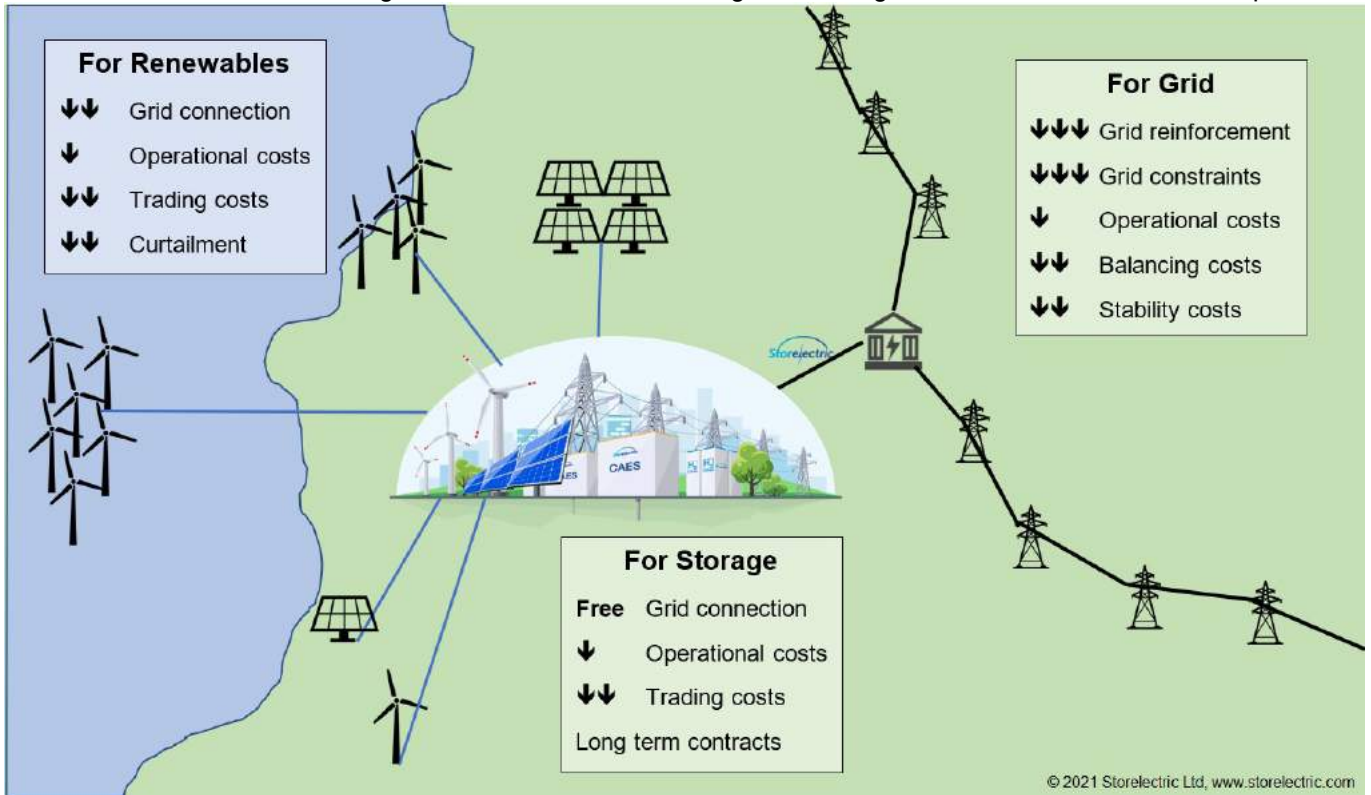 For Renewables
↓↓ Grid connection
↓ Operational costs
↓↓ Trading costs
↓↓ Curtailment
For Grid
↓↓↓ Grid reinforcement
↓↓↓ Grid constraints
↓ Operational costs
↓↓ Balancing costs
↓↓ Stability costs
Storelectric
CAES
CAES
H
For Storage
Free Grid connection
↓ Operational costs
↓↓ Trading costs
Long term contracts
© 2021 Storelectric Ltd, www.storelectric.com